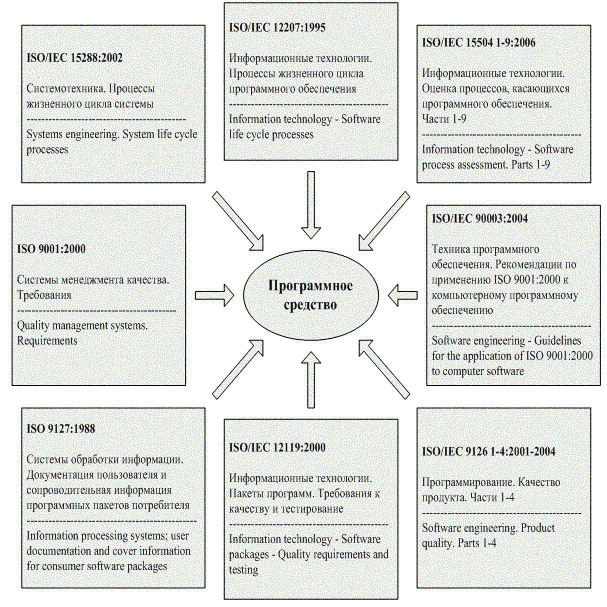 ISO/IEC 15288:2002
Системотехника. Процессы
жизненного цикла системы
Systems engineering. System life cycle
processes
ISO/IEC 12207:1995
Информационные технологии.
Процессы жизненного цикла
программного обеспечения
Information technology - Software
life cycle processes
ISO/IEC 15504 1-9:2006
Информационные технологии.
Оценка процессов, касающихся
программного обеспечения.
Части 1-9
Information technology - Software
process assessment. Parts 1-9
ISO 9001:2000
Системы менеджмента качества.
Требования
Quality management systems.
Requirements
Программное
средство
ISO/IEC 90003:2004
Техника программного
обеспечения. Рекомендации по
применению ISO 9001:2000 к
компьютерному программному
обеспечению
Software engineering - Guidelines
for the application of ISO 9001:2000
to computer software
ISO 9127:1988
Системы обработки информации.
Документация пользователя и
сопроводительная информация
программных пакетов потребителя
Information processing systems; user
documentation and cover information
for consumer software packages
ISO/IEC 12119:2000
Информационные технологии.
Пакеты программ. Требования к
качеству и тестирование
Information technology - Software
packages - Quality requirements and
testing
ISO/IEC 9126 1-4:2001-2004
Программирование. Качество
продукта. Части 1-4
Software engineering. Product
quality. Parts 1-4